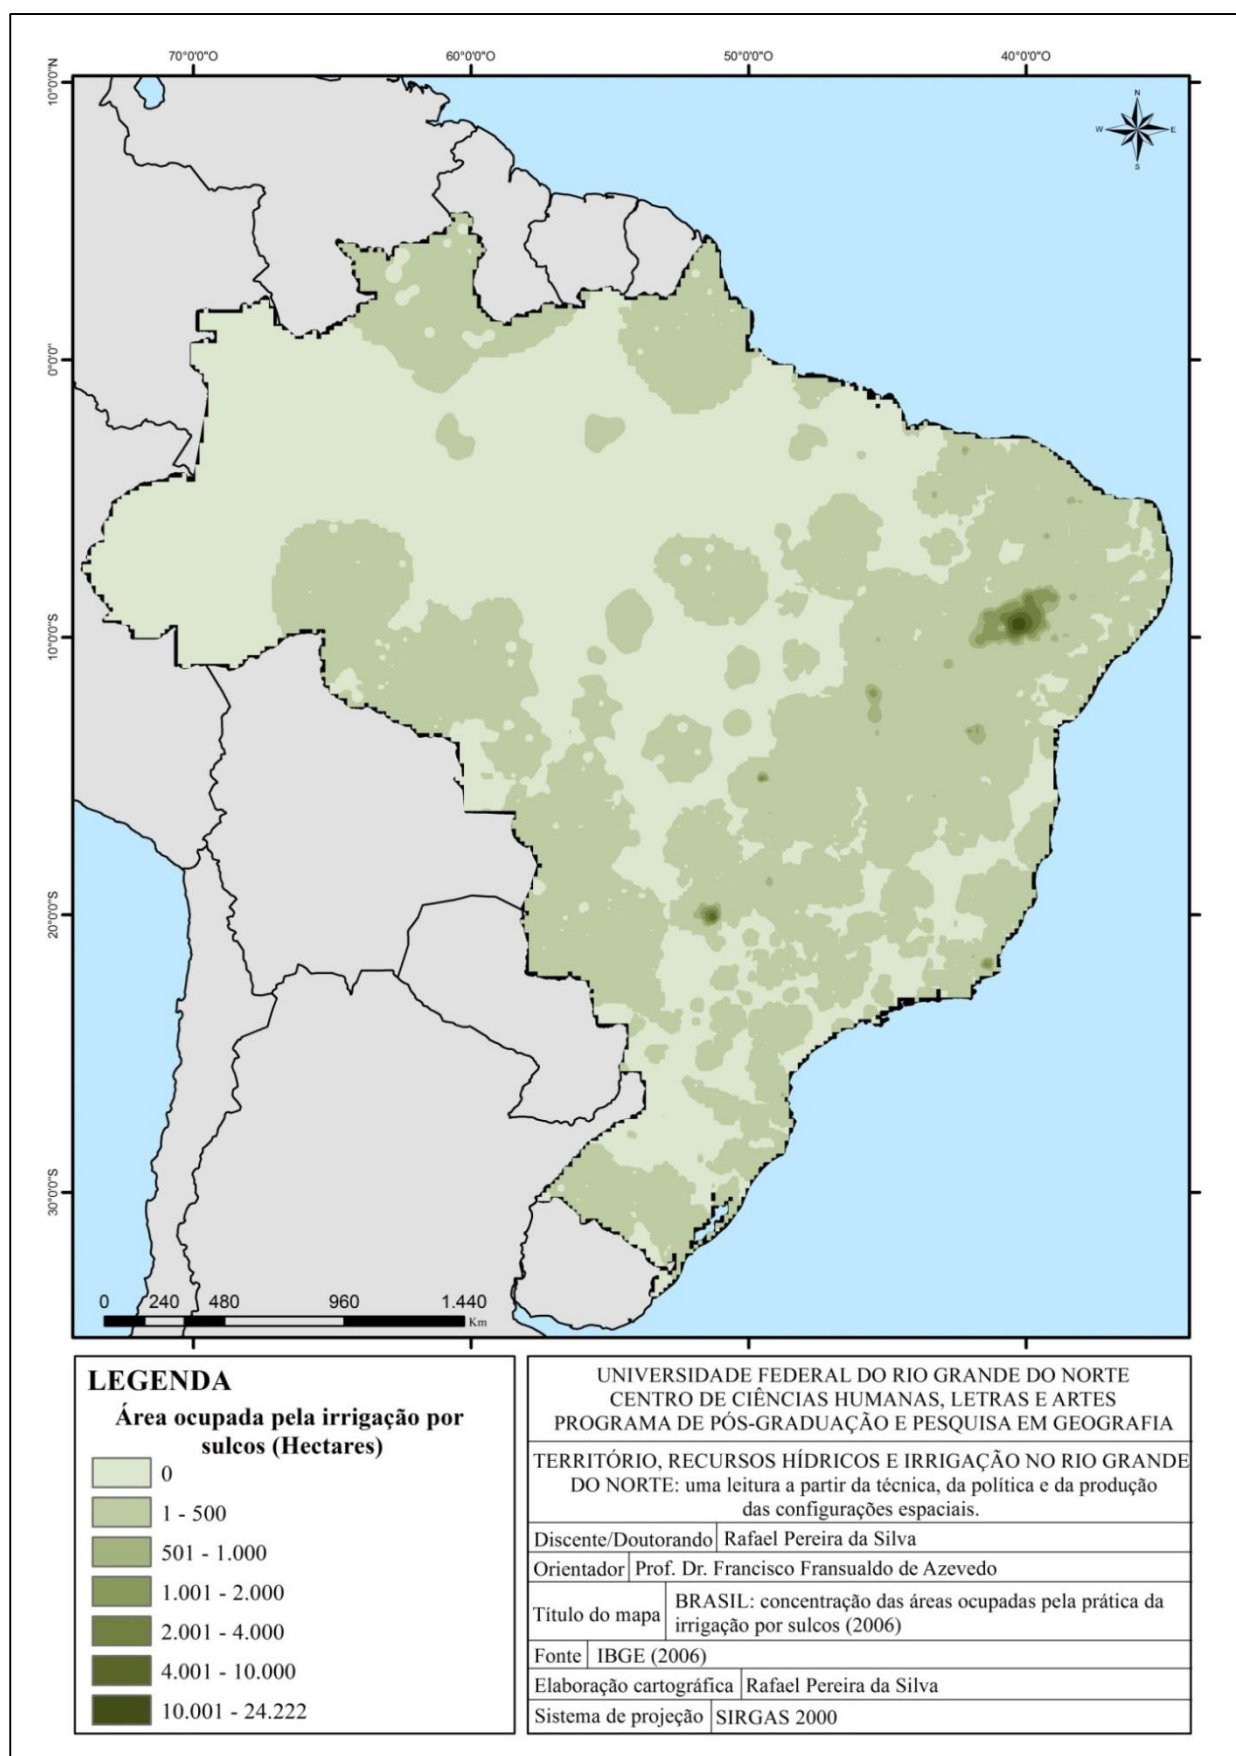 70°0'0"O 60°0'0"O 50°0'0"O 40°0'0"O
10°0'0"N
0°0'0"
10°0'0"S
20°0'0"S
30°0'0"S
N
W E
S
0 240 480 960 1.440
Km
LEGENDA
Área ocupada pela irrigação por
sulcos (Hectares)
0
1 - 500
501 - 1.000
1.001 - 2.000
2.001 - 4.000
4.001 - 10.000
10.001 - 24.222
UNIVERSIDADE FEDERAL DO RIO GRANDE DO NORTE
CENTRO DE CIÊNCIAS HUMANAS, LETRAS E ARTES
PROGRAMA DE PÓS-GRADUAÇÃO E PESQUISA EM GEOGRAFIA
TERRITÓRIO, RECURSOS HÍDRICOS E IRRIGAÇÃO NO RIO GRANDE
DO NORTE: uma leitura a partir da técnica, da política e da produção
das configurações espaciais.
Discente/Doutorando Rafael Pereira da Silva
Orientador Prof. Dr. Francisco Fransualdo de Azevedo
Título do mapa BRASIL: concentração das áreas ocupadas pela prática da
irrigação por sulcos (2006)
Fonte IBGE (2006)
Elaboração cartográfica Rafael Pereira da Silva
Sistema de projeção SIRGAS 2000